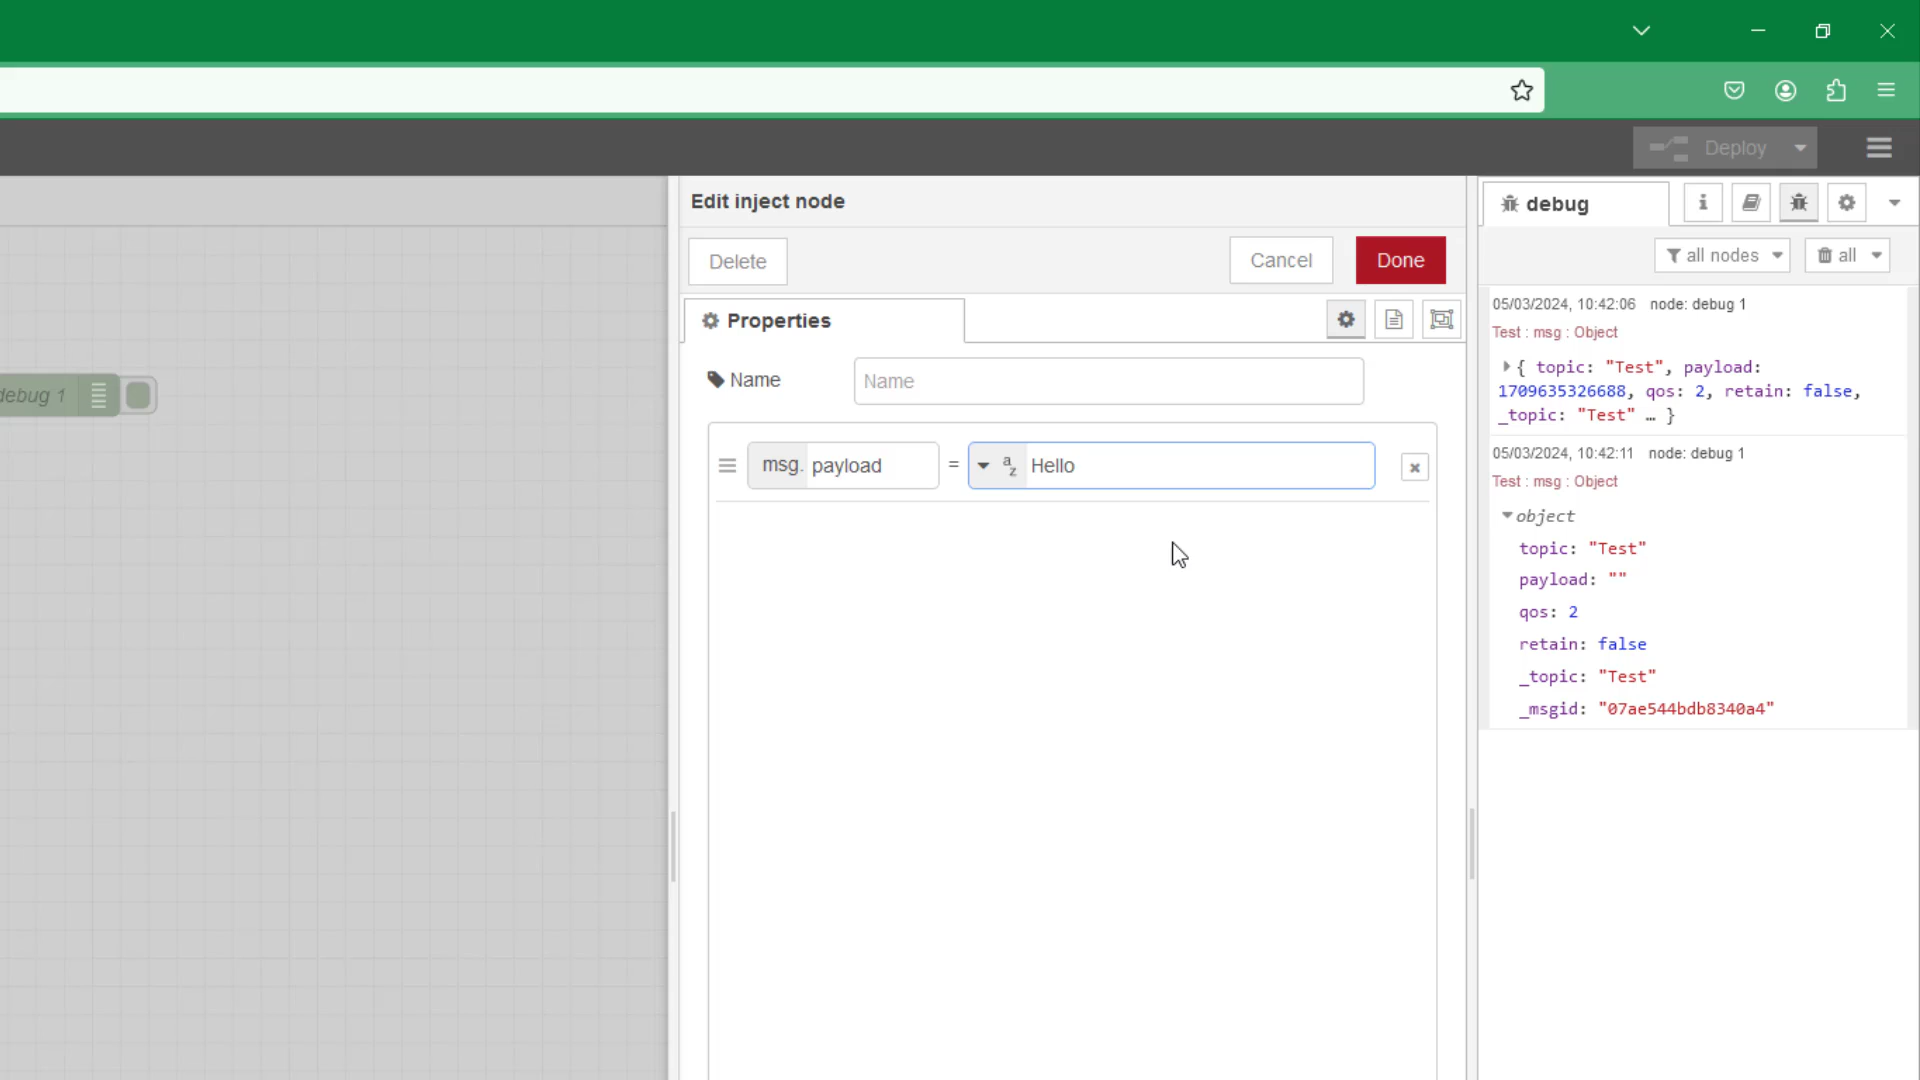 Deploy
Edit inject node
debug
Delete
Cancel
Done
all nodes
all
Properties
05/03/2024, 10:42:06 node: debug 1
Test : msg : Object
{ topic: "Test", payload:
1709635326688, qos: 2, retain: false,
_topic: "Test" … }
Name
Name
debug 1
msg. payload
=
az Hello
05/03/2024, 10:42:11 node: debug 1
Test : msg : Object
object
topic: "Test"
payload: ""
qos: 2
retain: false
_topic: "Test"
_msgid: "07ae544bdb8340a4"